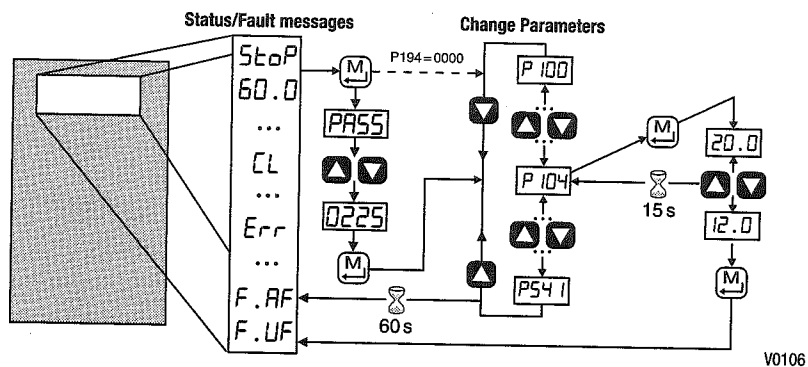 Status/Fault messages
Change Parameters
StoP
60.0
...
CL
...
Err
...
F.AF
F.UF
M
P194=0000
PASS
0225
M
60 s
P100
P104
P541
M
15 s
20.0
12.0
M
V0106